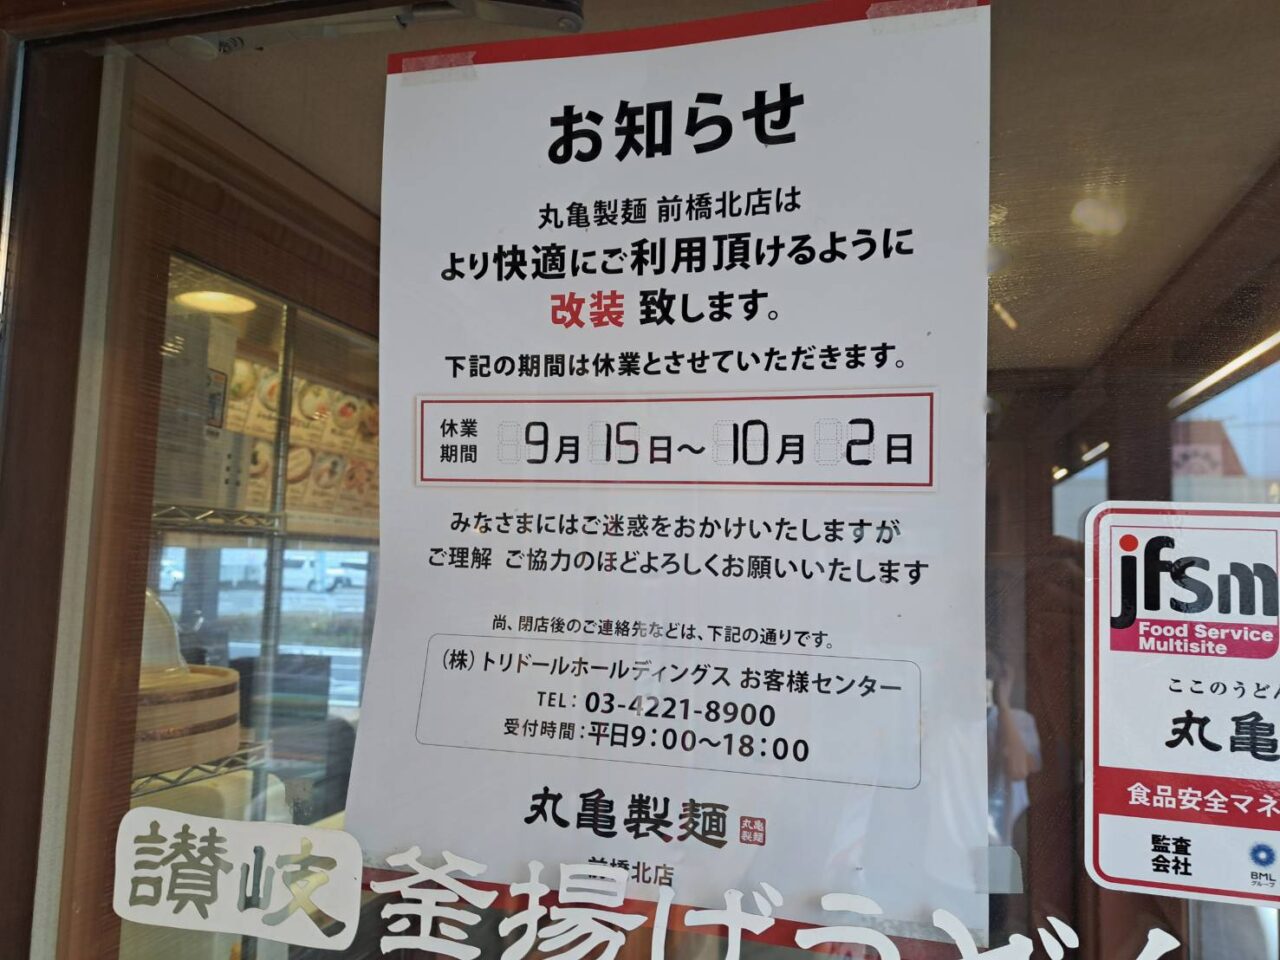 お知らせ
丸亀製麺 前橋北店は
より快適にご利用頂けるように
改装 致します。
下記の期間は休業とさせていただきます。
休業
期間
9月 15日～10月 2日
みなさまにはご迷惑をおかけいたしますが
ご理解 ご協力のほどよろしくお願いいたします
尚、閉店後のご連絡先などは、下記の通りです。
(株)トリドールホールディングス お客様センター
TEL: 03-4221-8900
受付時間:平日9:00～18:00
丸亀製麺 丸亀製麺
前橋北店
讃岐 釜揚げうどん
jfsm
Food Service
Multisite
ここのうどん
丸亀
食品安全マネ
監査
会社
BML
グループ